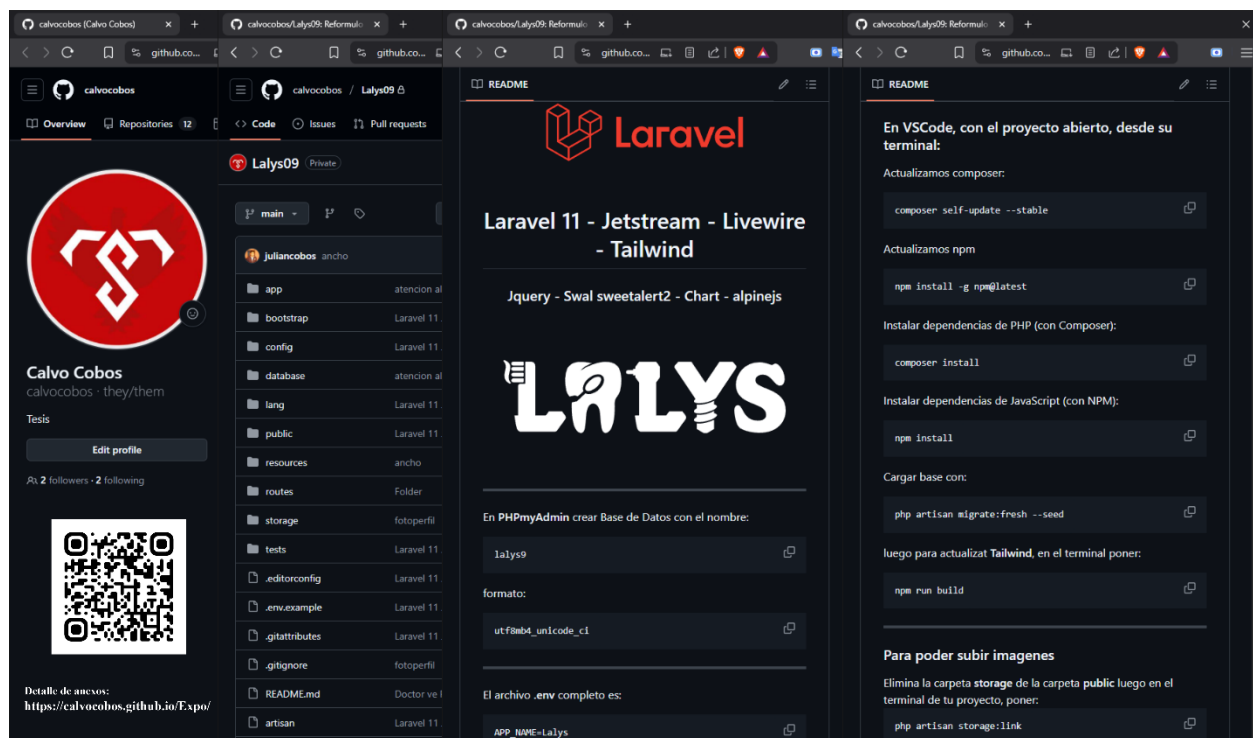 calvocobos (Calvo Cobos)
github.co...
calvocobos
Overview
Repositories 12
Calvo Cobos
calvocobos · they/them
Tesis
Edit profile
2 followers · 2 following
Detalle de anexos:
https://calvocobos.github.io/Expo/
calvocobos/Lalys09: Reformulo
github.co...
calvocobos / Lalys09
Code
Issues
Pull requests
Lalys09 Private
main
juliancobos ancho
app atencion al
bootstrap Laravel 11
config Laravel 11
database atencion al
lang Laravel 11
public Laravel 11
resources ancho
routes Folder
storage fotoperfil
tests Laravel 11
.editorconfig Laravel 11
.env.example Laravel 11
.gitattributes Laravel 11
.gitignore fotoperfil
README.md Doctor ve
artisan Laravel 11
calvocobos/Lalys09: Reformulo
github.co...
README
Laravel
Laravel 11 - Jetstream - Livewire
- Tailwind
Jquery - Swal sweetalert2 - Chart - alpinejs
LALYS
En PHPmyAdmin crear Base de Datos con el nombre:
lalys9
formato:
utf8mb4_unicode_ci
El archivo .env completo es:
APP_NAME=Lalys
calvocobos/Lalys09: Reformulo
github.co...
README
En VSCode, con el proyecto abierto, desde su
terminal:
Actualizamos composer:
composer self-update --stable
Actualizamos npm
npm install -g npm@latest
Instalar dependencias de PHP (con Composer):
composer install
Instalar dependencias de JavaScript (con NPM):
npm install
Cargar base con:
php artisan migrate:fresh --seed
luego para actualizat Tailwind, en el terminal poner:
npm run build
Para poder subir imagenes
Elimina la carpeta storage de la carpeta public luego en el
terminal de tu proyecto, poner:
php artisan storage:link